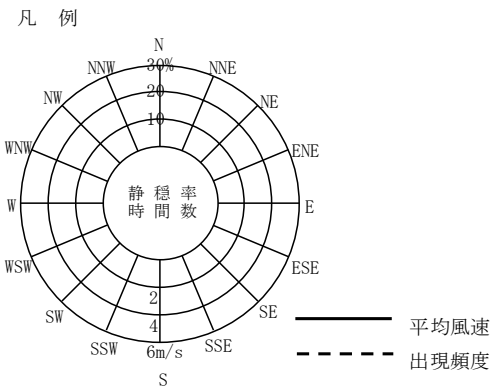 凡 例
N
NNW 30% NNE
NW 20 NE
10
WNW ENE
静 穏 率
時 間 数
W E
WSW ESE
2
SW 4 SE
SSW 6m/s SSE
S
平均風速
出現頻度